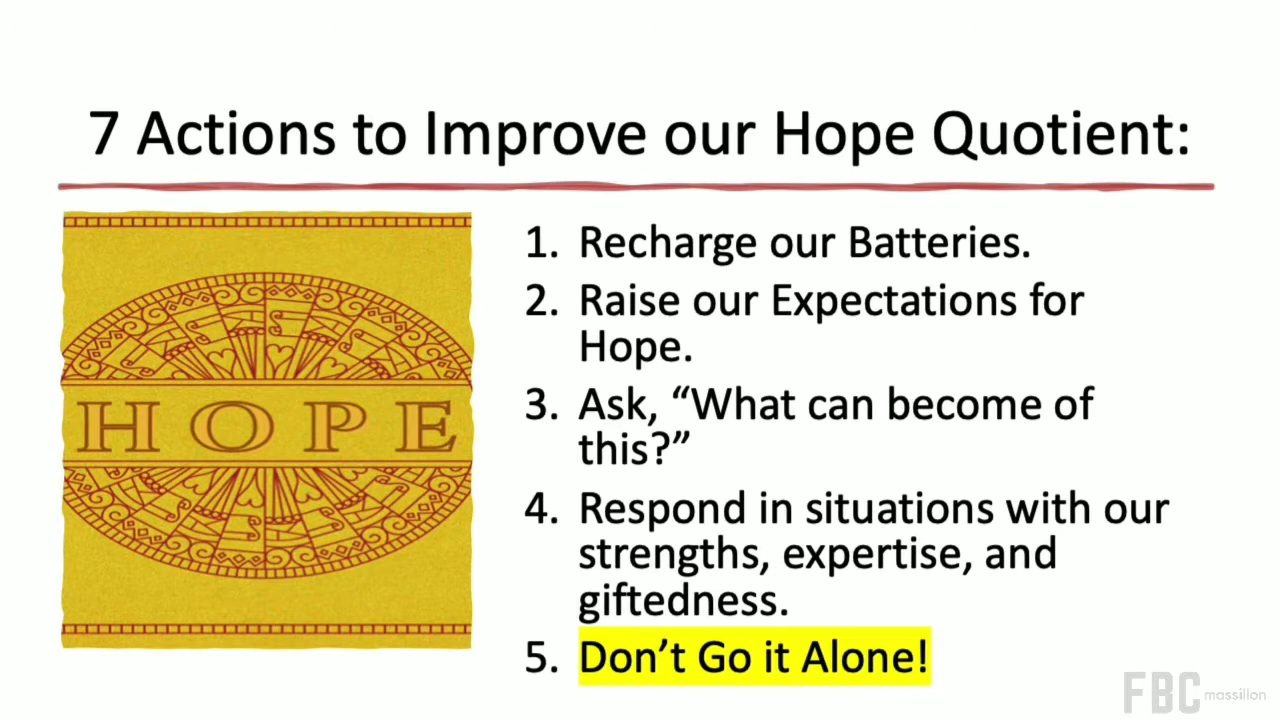 7 Actions to Improve our Hope Quotient:
HOPE
1. Recharge our Batteries.
2. Raise our Expectations for
Hope.
3. Ask, “What can become of
this?”
4. Respond in situations with our
strengths, expertise, and
giftedness.
5. Don’t Go it Alone!
FBC massillon